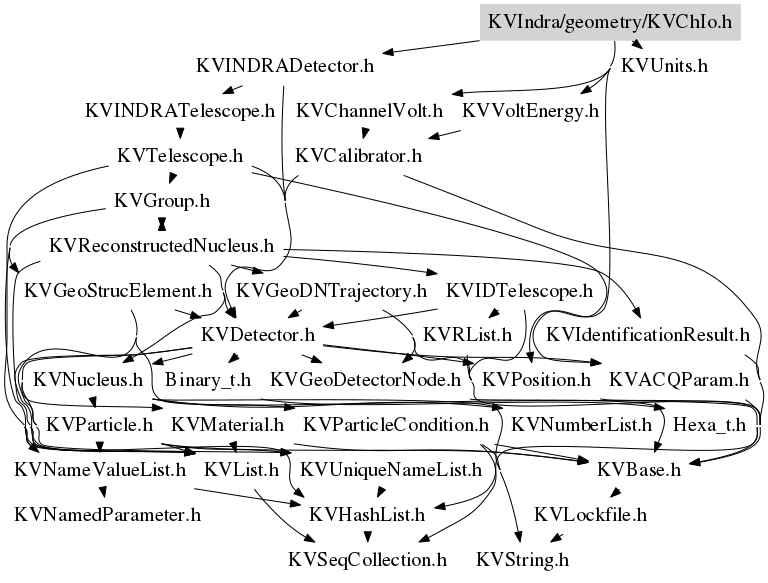 KVIndra/geometry/KVChIo.h
KVINDRADetector.h
KVUnits.h
KVINDRATelescope.h
KVChannelVolt.h
KVVoltEnergy.h
KVTelescope.h
KVCalibrator.h
KVGroup.h
KVReconstructedNucleus.h
KVGeoStrucElement.h
KVGeoDNTrajectory.h
KVIDTelescope.h
KVDetector.h
KVRList.h
KVIdentificationResult.h
KVNucleus.h
Binary_t.h
KVGeoDetectorNode.h
KVPosition.h
KVACQParam.h
KVParticle.h
KVMaterial.h
KVParticleCondition.h
KVNumberList.h
Hexa_t.h
KVNameValueList.h
KVList.h
KVUniqueNameList.h
KVBase.h
KVNamedParameter.h
KVHashList.h
KVLockfile.h
KVSeqCollection.h
KVString.h